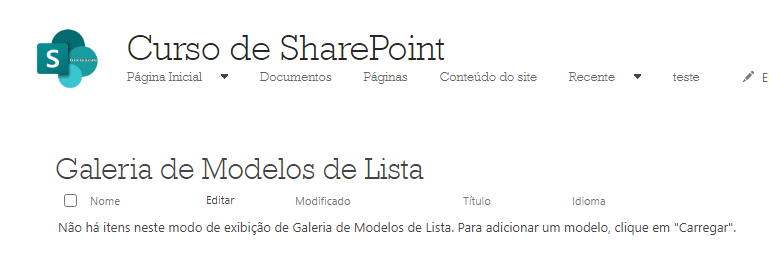 Curso de SharePoint
S
Página Inicial Documentos Páginas Conteúdo do site Recente teste E
Galeria de Modelos de Lista
Nome Editar Modificado Título Idioma
Não há itens neste modo de exibição de Galeria de Modelos de Lista. Para adicionar um modelo, clique em "Carregar".